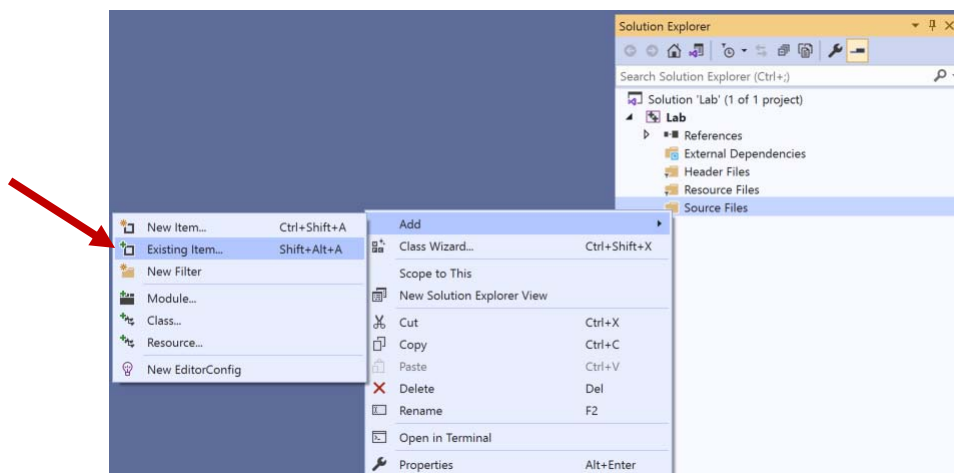 Solution Explorer
Search Solution Explorer (Ctrl+;)
Solution 'Lab' (1 of 1 project)
Lab
References
External Dependencies
Header Files
Resource Files
Source Files
Add
Class Wizard... Ctrl+Shift+X
Scope to This
New Solution Explorer View
Cut Ctrl+X
Copy Ctrl+C
Paste Ctrl+V
Delete Del
Rename F2
Open in Terminal
Properties Alt+Enter
New Item... Ctrl+Shift+A
Existing Item... Shift+Alt+A
New Filter
Module...
Class...
Resource...
New EditorConfig